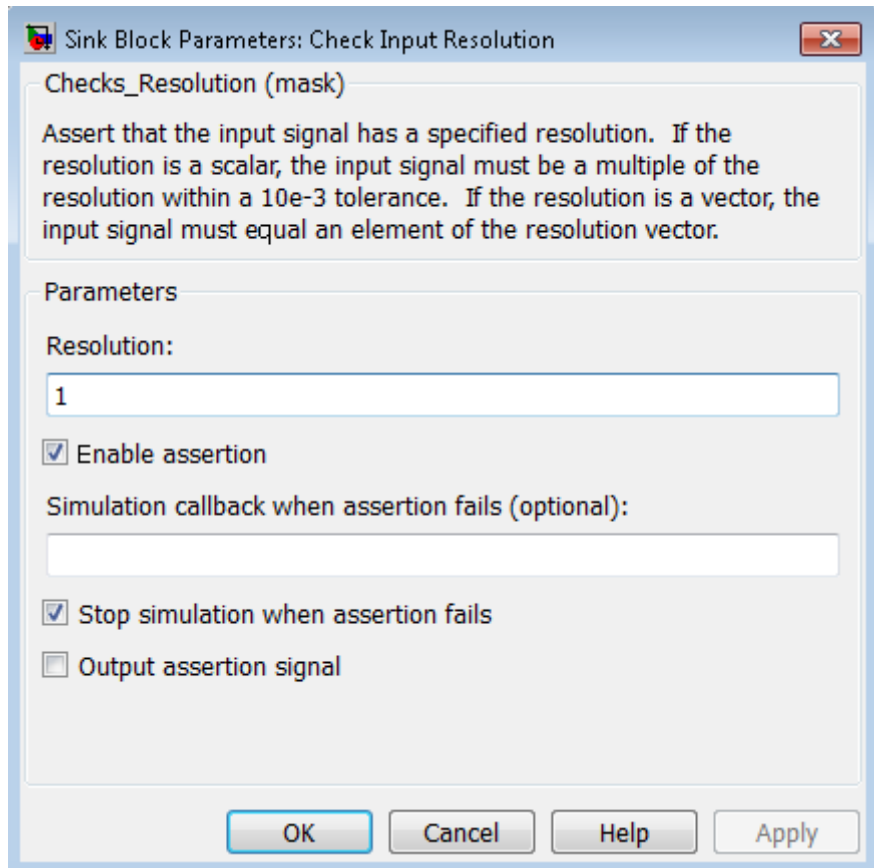 Sink Block Parameters: Check Input Resolution
Checks_Resolution (mask)
Assert that the input signal has a specified resolution. If the
resolution is a scalar, the input signal must be a multiple of the
resolution within a 10e-3 tolerance. If the resolution is a vector, the
input signal must equal an element of the resolution vector.
Parameters
Resolution:
1
Enable assertion
Simulation callback when assertion fails (optional):
Stop simulation when assertion fails
Output assertion signal
OK Cancel Help Apply